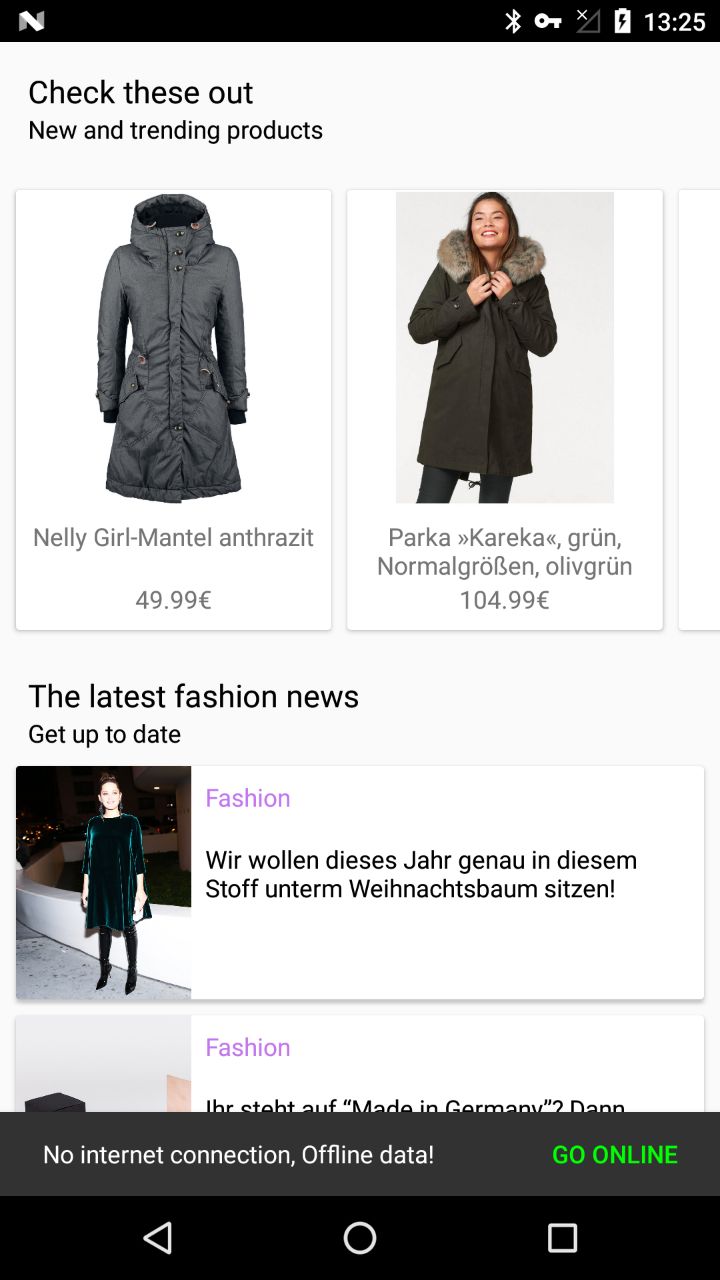 13:25
Check these out
New and trending products
Nelly Girl-Mantel anthrazit
49.99€
Parka »Kareka«, grün,
Normalgrößen, olivgrün
104.99€
The latest fashion news
Get up to date
Fashion
Wir wollen dieses Jahr genau in diesem
Stoff unterm Weihnachtsbaum sitzen!
Fashion
Ihr steht auf “Made in Germany”? Dann
No internet connection, Offline data!
GO ONLINE